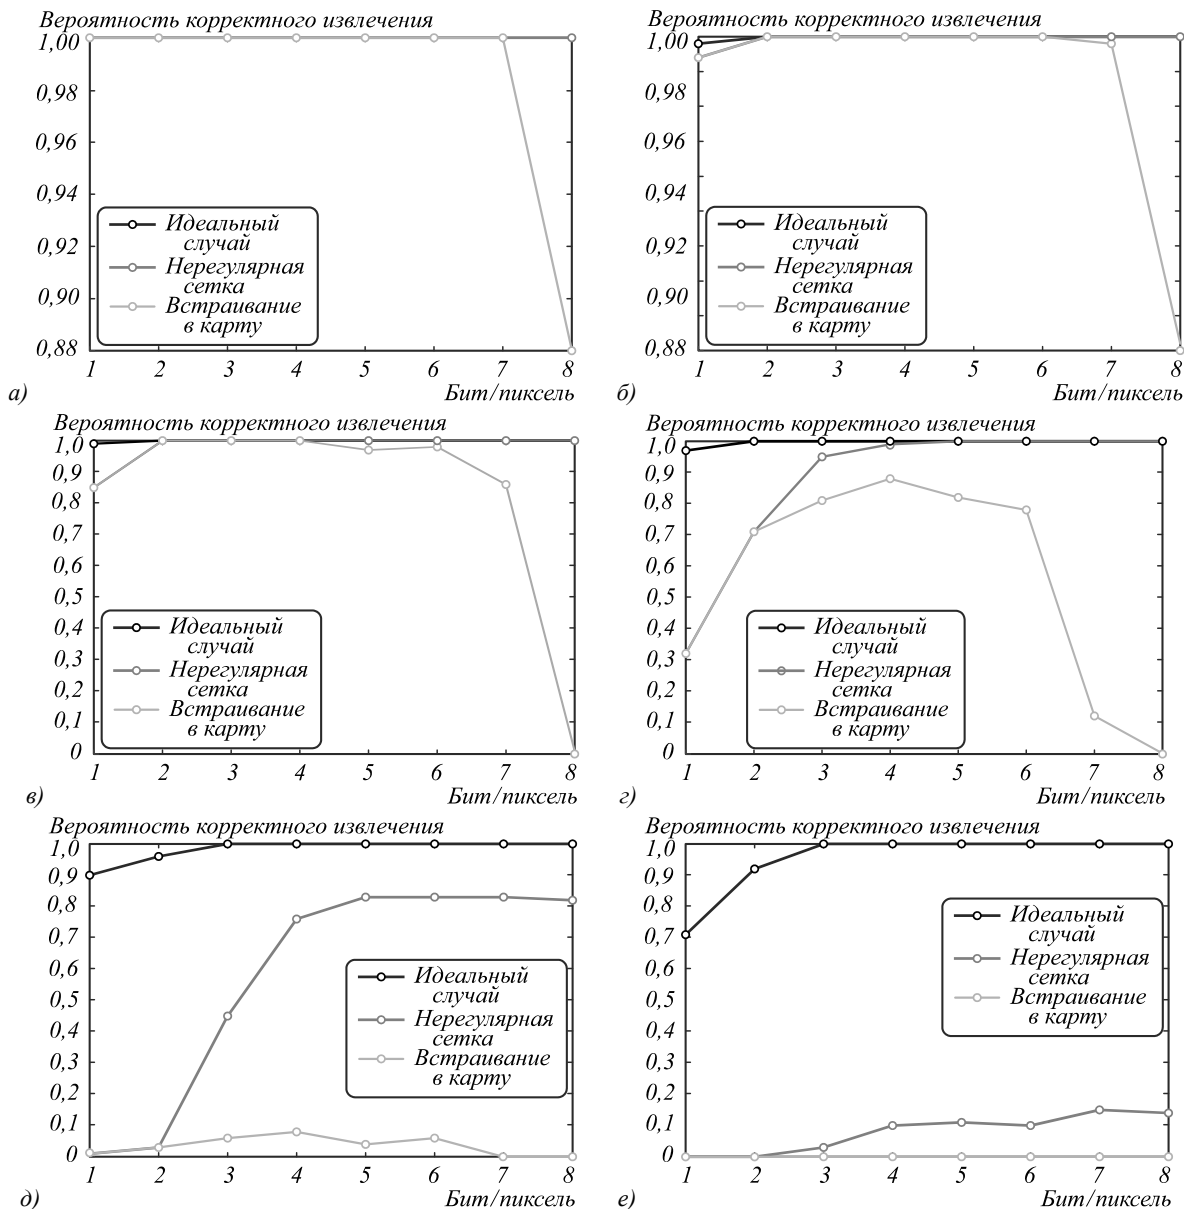 Вероятность корректного извлечения
1,00
0,98
0,96
0,94
0,92
0,90
0,88
Идеальный
случай
Нерегулярная
сетка
Встраивание
в карту
1 2 3 4 5 6 7 8
а)
Бит/пиксель
Вероятность корректного извлечения
1,00
0,98
0,96
0,94
0,92
0,90
0,88
Идеальный
случай
Нерегулярная
сетка
Встраивание
в карту
1 2 3 4 5 6 7 8
б)
Бит/пиксель
Вероятность корректного извлечения
1,0
0,9
0,8
0,7
0,6
0,5
0,4
0,3
0,2
0,1
0
Идеальный
случай
Нерегулярная
сетка
Встраивание
в карту
1 2 3 4 5 6 7 8
в)
Бит/пиксель
Вероятность корректного извлечения
1,0
0,9
0,8
0,7
0,6
0,5
0,4
0,3
0,2
0,1
0
Идеальный
случай
Нерегулярная
сетка
Встраивание
в карту
1 2 3 4 5 6 7 8
г)
Бит/пиксель
Вероятность корректного извлечения
1,0
0,9
0,8
0,7
0,6
0,5
0,4
0,3
0,2
0,1
0
Идеальный
случай
Нерегулярная
сетка
Встраивание
в карту
1 2 3 4 5 6 7 8
д)
Бит/пиксель
Вероятность корректного извлечения
1,0
0,9
0,8
0,7
0,6
0,5
0,4
0,3
0,2
0,1
0
Идеальный
случай
Нерегулярная
сетка
Встраивание
в карту
1 2 3 4 5 6 7 8
е)
Бит/пиксель